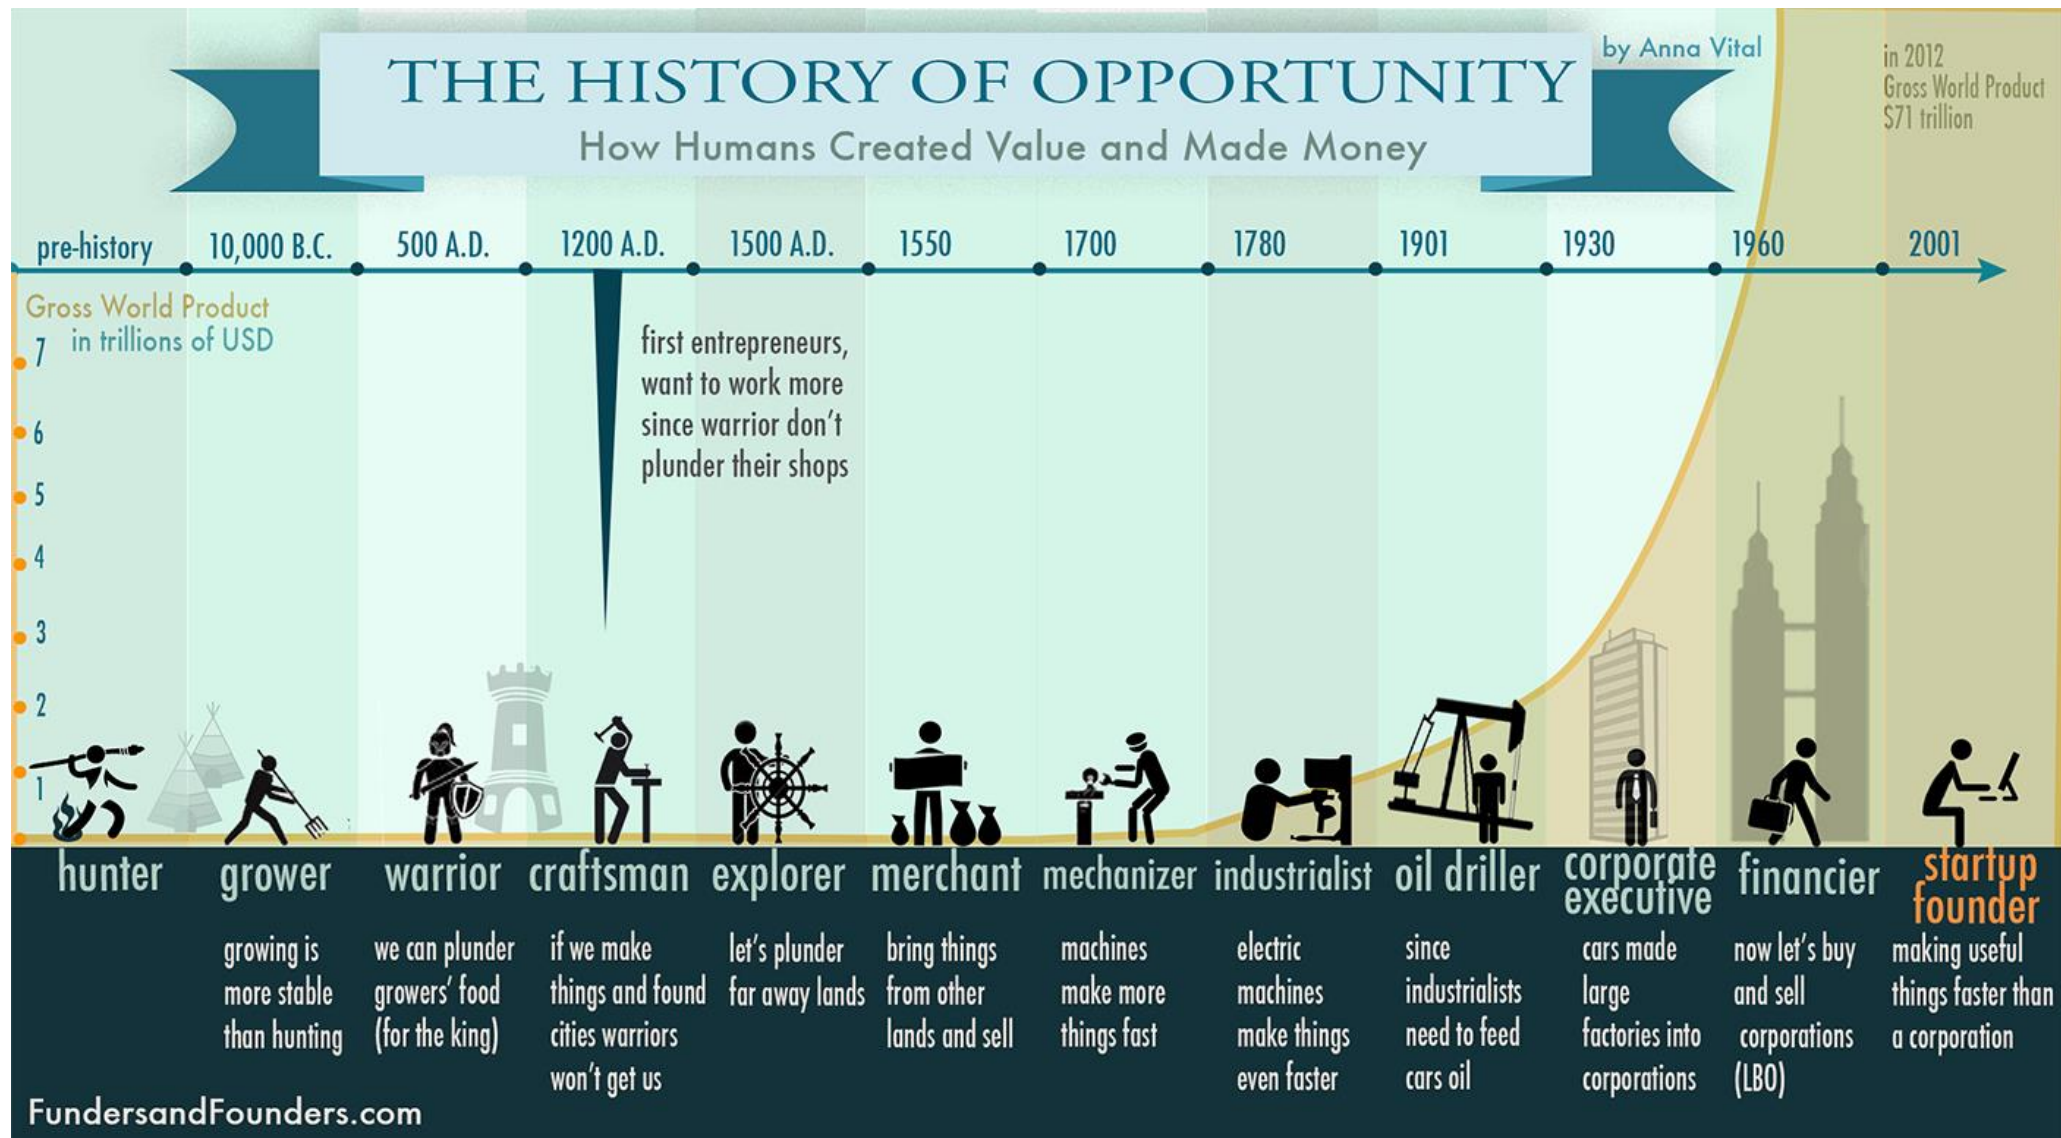 THE HISTORY OF OPPORTUNITY
How Humans Created Value and Made Money
by Anna Vital
in 2012
Gross World Product
$71 trillion
pre-history
10,000 B.C.
500 A.D.
1200 A.D.
1500 A.D.
1550
1700
1780
1901
1930
1960
2001
Gross World Product
in trillions of USD
7
6
5
4
3
2
1
first entrepreneurs,
want to work more
since warrior don't
plunder their shops
hunter
grower
growing is
more stable
than hunting
warrior
we can plunder
growers' food
(for the king)
craftsman
if we make
things and found
cities warriors
won't get us
explorer
let's plunder
far away lands
merchant
bring things
from other
lands and sell
mechanizer
machines
make more
things fast
industrialist
electric
machines
make things
even faster
oil driller
since
industrialists
need to feed
cars oil
corporate
executive
cars made
large
factories into
corporations
financier
now let's buy
and sell
corporations
(LBO)
startup
founder
making useful
things faster than
a corporation
FundersandFounders.com